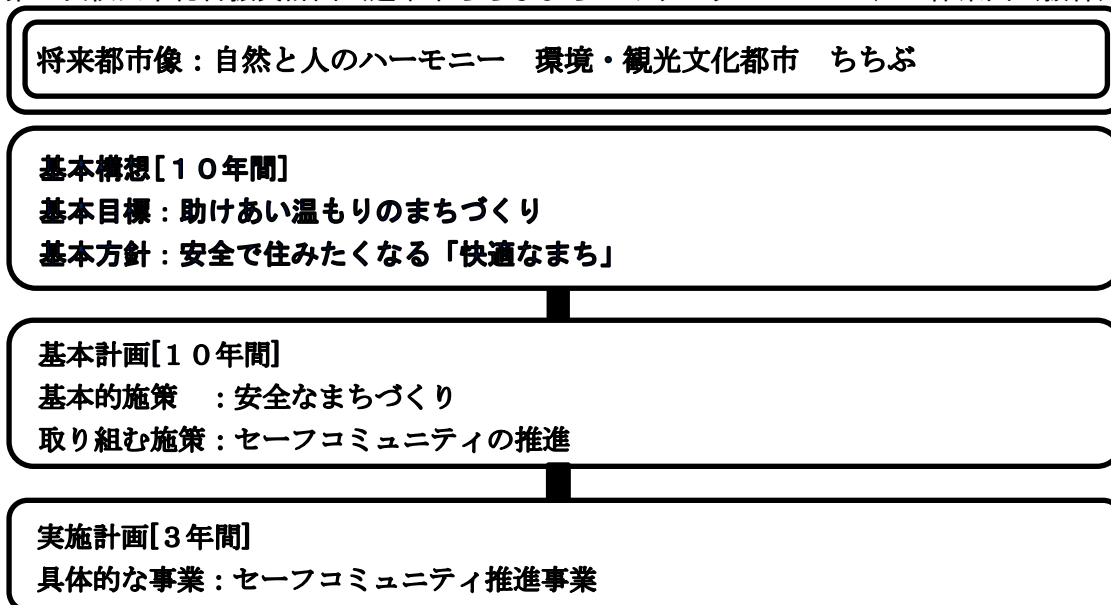 将来都市像：自然と人のハーモニー　環境・観光文化都市　ちちぶ
基本構想[１０年間]
基本目標：助けあい温もりのまちづくり
基本方針：安全で住みたくなる「快適なまち」
基本計画[１０年間]
基本的施策　：安全なまちづくり
取り組む施策：セーフコミュニティの推進
実施計画[３年間]
具体的な事業：セーフコミュニティ推進事業